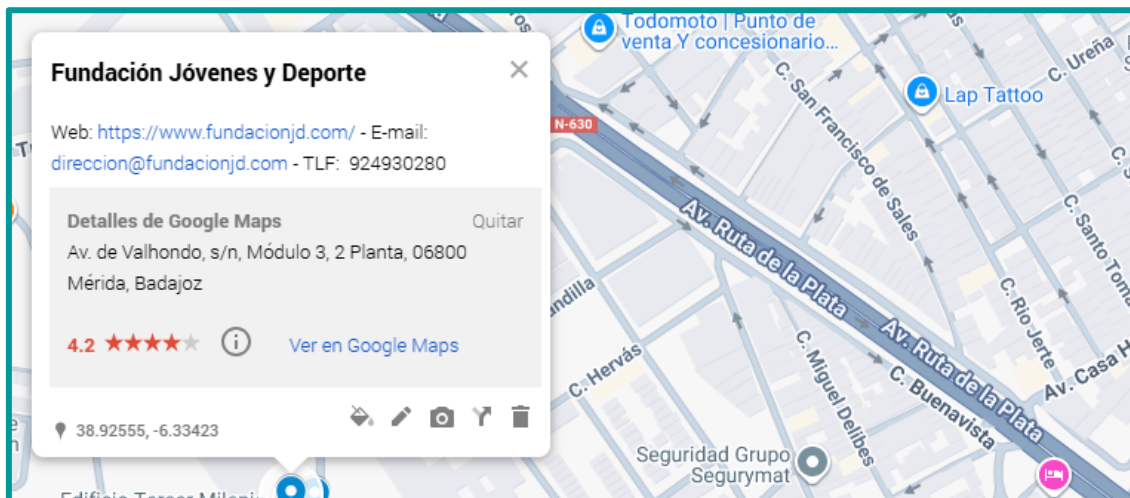 Fundación Jóvenes y Deporte
Web: https://www.fundacionjd.com/ - E-mail:
direccion@fundacionjd.com - TLF: 924930280
Detalles de Google Maps
Quitar
Av. de Valhondo, s/n, Módulo 3, 2 Planta, 06800
Mérida, Badajoz
4.2
Ver en Google Maps
38.92555, -6.33423
Todomoto | Punto de
venta Y concesionario...
Lap Tattoo
C. Ureña
N-630
C. San Francisco de Sales
Av. Ruta de la Plata
Av. Ruta de la Plata
C. Rio Jerte
Av. Casa H
C. Hervás
C. Miguel Delibes
C. Buenavista
Seguridad Grupo
Segurymat